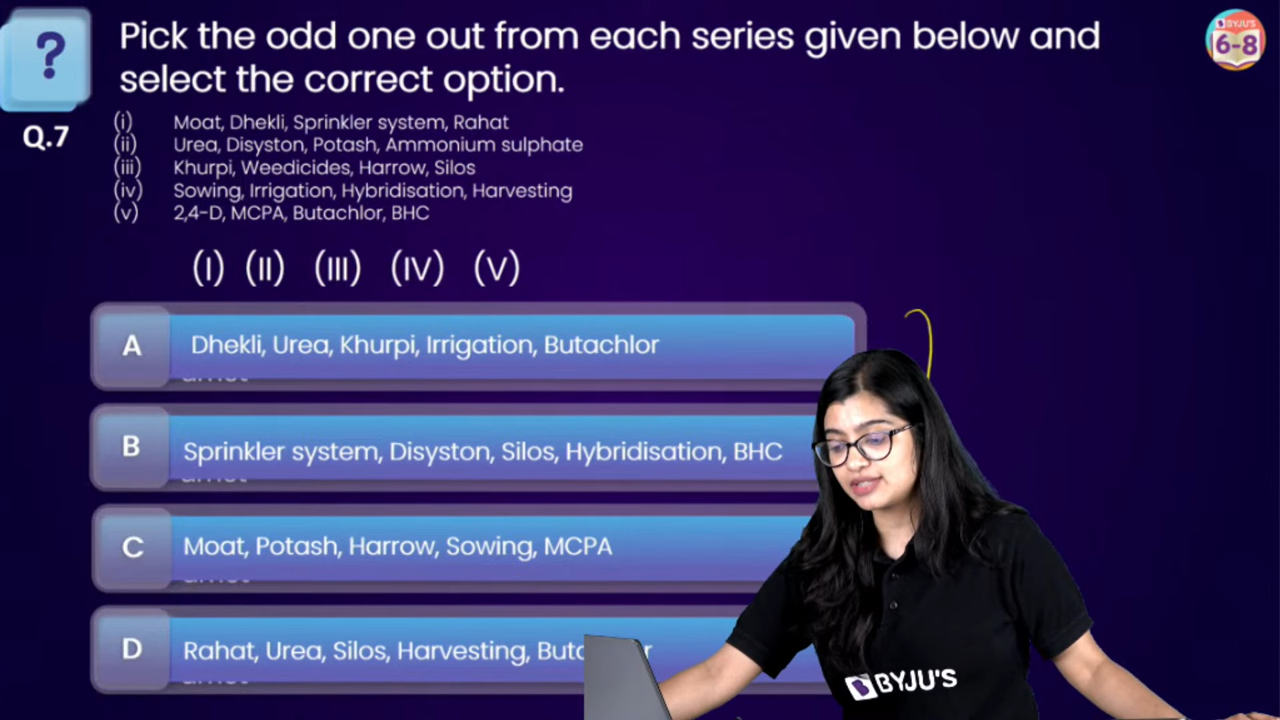 ?
Pick the odd one out from each series given below and
select the correct option.
BYJU'S
6-8
Q.7
(i) Moat, Dhekli, Sprinkler system, Rahat
(ii) Urea, Disyston, Potash, Ammonium sulphate
(iii) Khurpi, Weedicides, Harrow, Silos
(iv) Sowing, Irrigation, Hybridisation, Harvesting
(v) 2,4-D, MCPA, Butachlor, BHC
(I) (II) (III) (IV) (V)
A Dhekli, Urea, Khurpi, Irrigation, Butachlor
B Sprinkler system, Disyston, Silos, Hybridisation, BHC
C Moat, Potash, Harrow, Sowing, MCPA
D Rahat, Urea, Silos, Harvesting,
BYJU'S